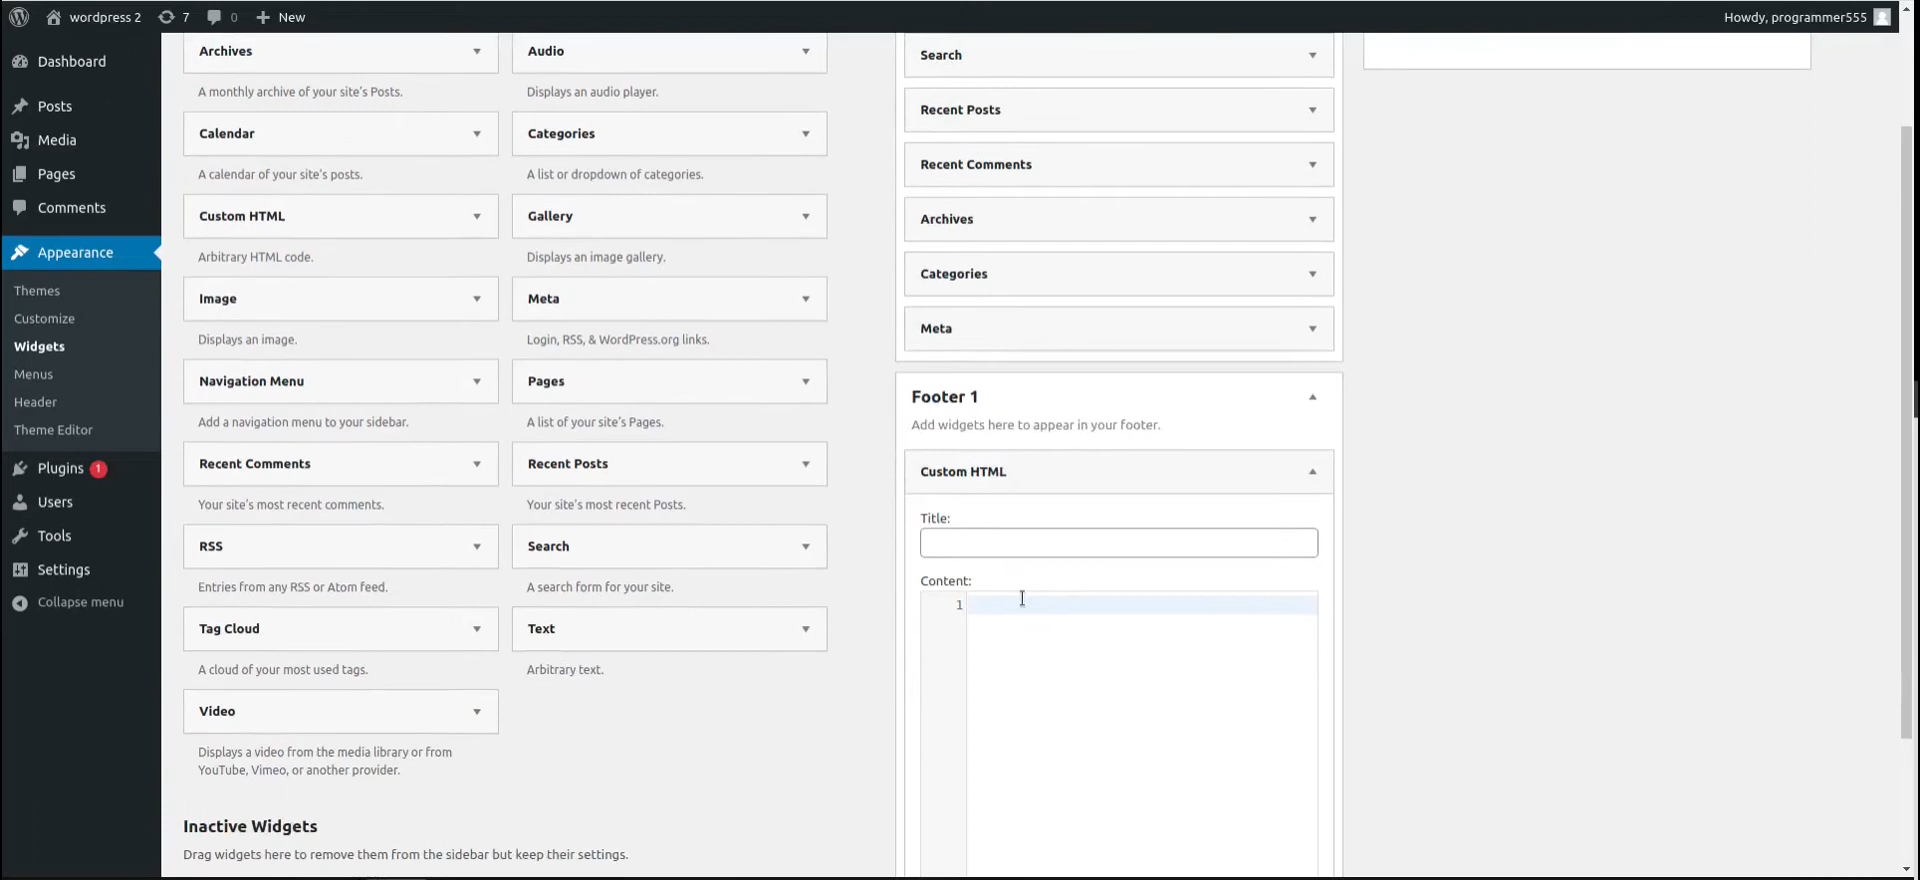 wordpress 2
7
0
New
Howdy, programmer555
Dashboard
Posts
Media
Pages
Comments
Appearance
Themes
Customize
Widgets
Menus
Header
Theme Editor
Plugins 1
Users
Tools
Settings
Collapse menu
Archives
A monthly archive of your site's Posts.
Audio
Displays an audio player.
Calendar
A calendar of your site's posts.
Categories
A list or dropdown of categories.
Custom HTML
Arbitrary HTML code.
Gallery
Displays an image gallery.
Image
Displays an image.
Meta
Login, RSS, & WordPress.org links.
Navigation Menu
Add a navigation menu to your sidebar.
Pages
A list of your site's Pages.
Recent Comments
Your site's most recent comments.
Recent Posts
Your site's most recent Posts.
RSS
Entries from any RSS or Atom feed.
Search
A search form for your site.
Tag Cloud
A cloud of your most used tags.
Text
Arbitrary text.
Video
Displays a video from the media library or from
YouTube, Vimeo, or another provider.
Inactive Widgets
Drag widgets here to remove them from the sidebar but keep their settings.
Search
Recent Posts
Recent Comments
Archives
Categories
Meta
Footer 1
Add widgets here to appear in your footer.
Custom HTML
Title:
Content:
1